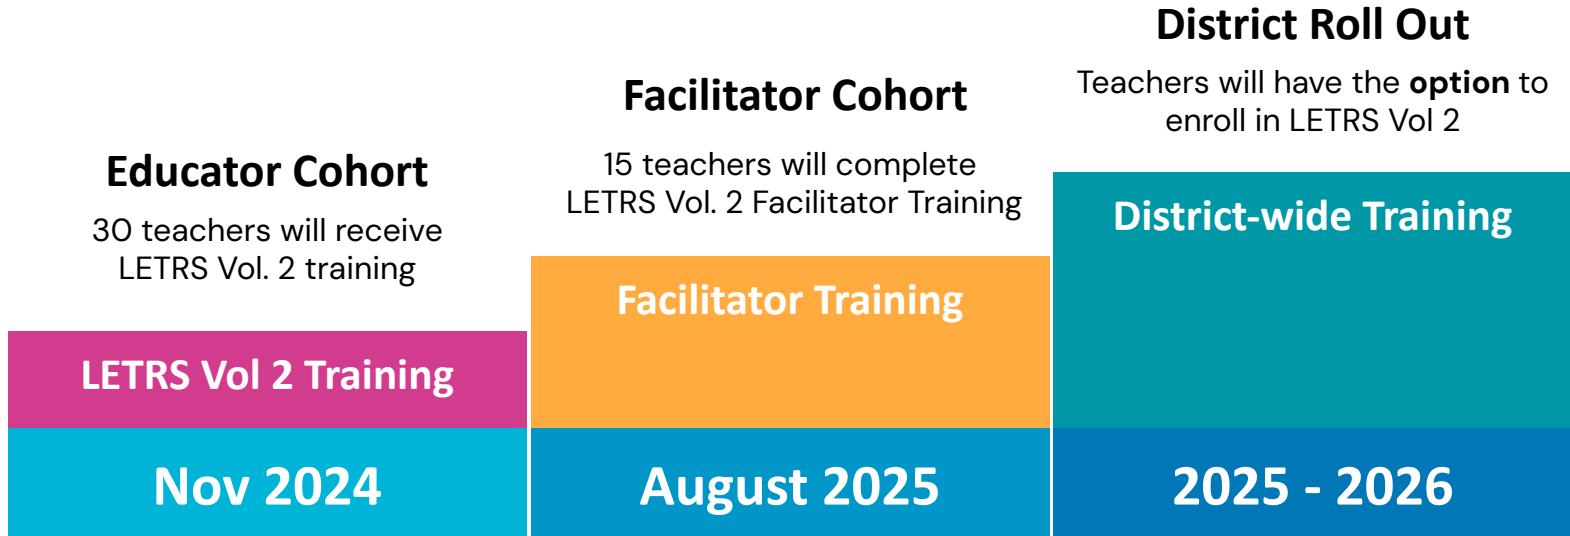 Educator Cohort
30 teachers will receive
LETRS Vol. 2 training
LETRS Vol 2 Training
Nov 2024
Facilitator Cohort
15 teachers will complete
LETRS Vol. 2 Facilitator Training
Facilitator Training
August 2025
District Roll Out
Teachers will have the option to
enroll in LETRS Vol 2
District-wide Training
2025 - 2026